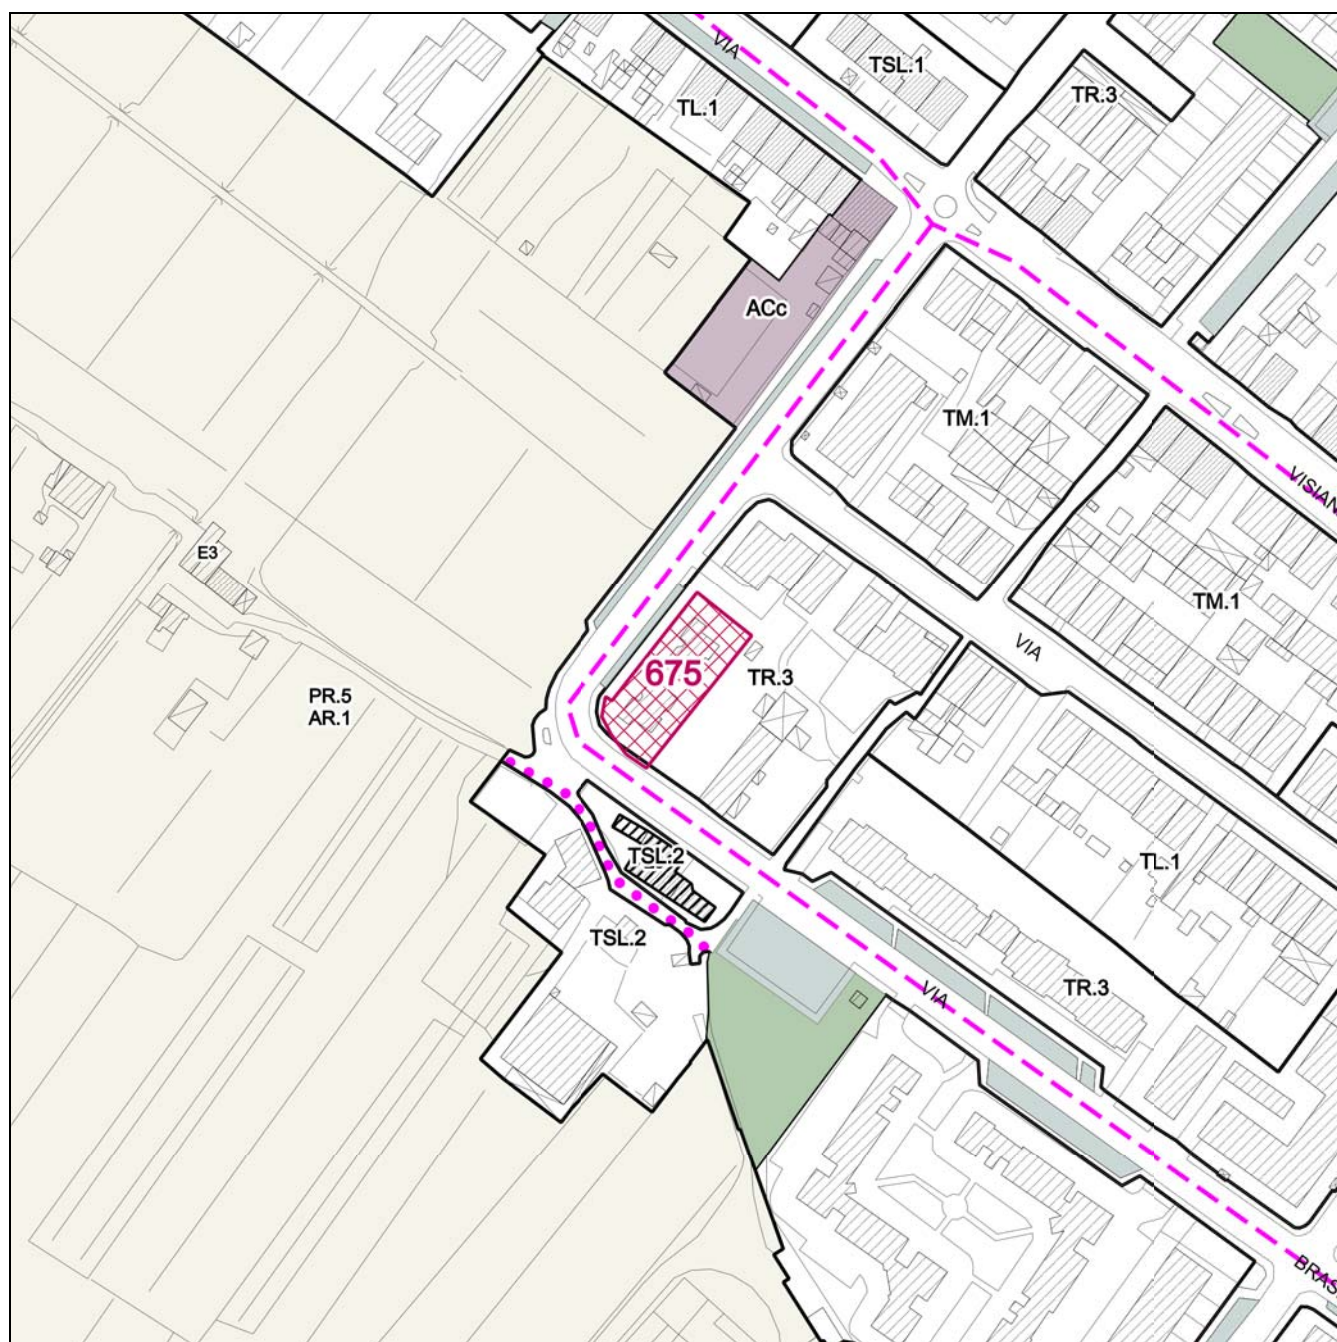 VIA
TSL.1
TR.3
TL.1
ACc
TM.1
VISIAN
E3
TM.1
VIA
675
TR.3
PR.5
AR.1
TSL.2
TL.1
TSL.2
TR.3
VIA
BRAS